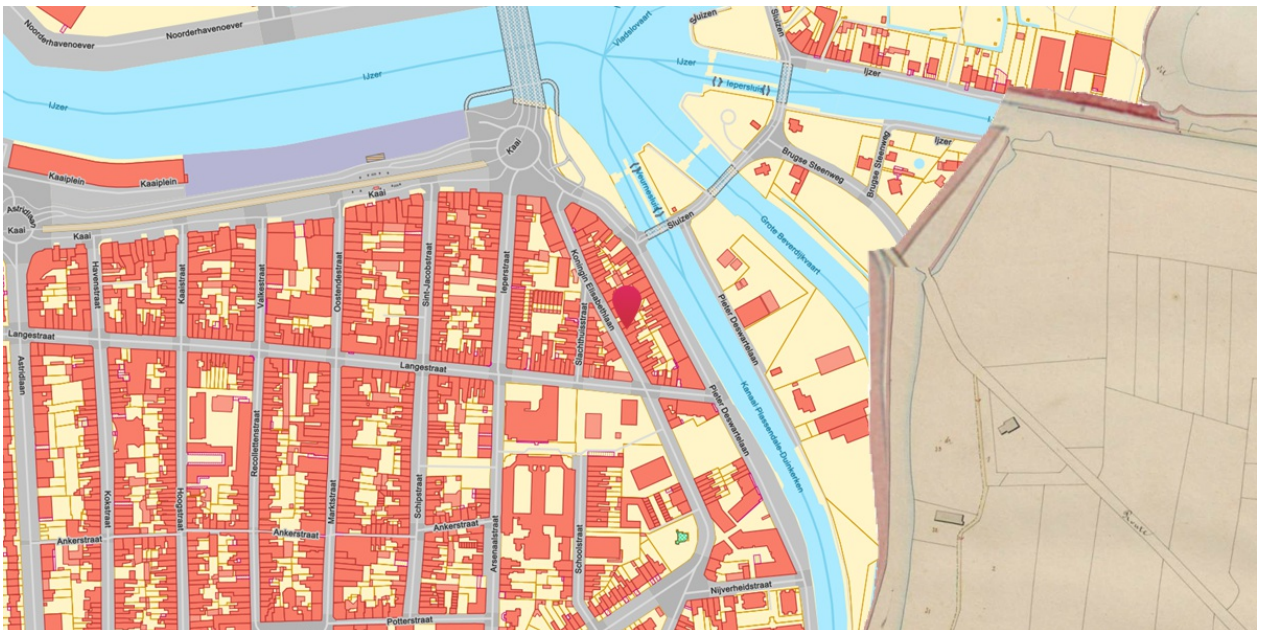 Noorderhavenoever
Noorderhavenoever
IJzer
IJzer
Vladslovaart
Sluizen
Sluizen
IJzer
Iepersluis
Ijzer
Ijzer
Kaai
Brugse Steenweg
Brugse Steenweg
Veurnesluis
Sluizen
Grote Beverdijkvaart
Kaaiplein
Kaaiplein
Kaai
Astridlaan
Kaai
Kaai
Havenstraat
Kaaistraat
Valkestraat
Oostendestraat
Sint-Jacobstraat
Ieperstraat
Koningin Elisabethlaan
Slachthuisstraat
Pieter Deswartelaan
Langestraat
Langestraat
Astridlaan
Pieter Deswartelaan
Kanaal Plassendale-Duinkerken
Recollettenstraat
Kokstraat
Hoogstraat
Marktstraat
Schipstraat
Arsenaalstraat
Schoolstraat
Ankerstraat
Ankerstraat
Ankerstraat
Nijverheidstraat
Potterstraat